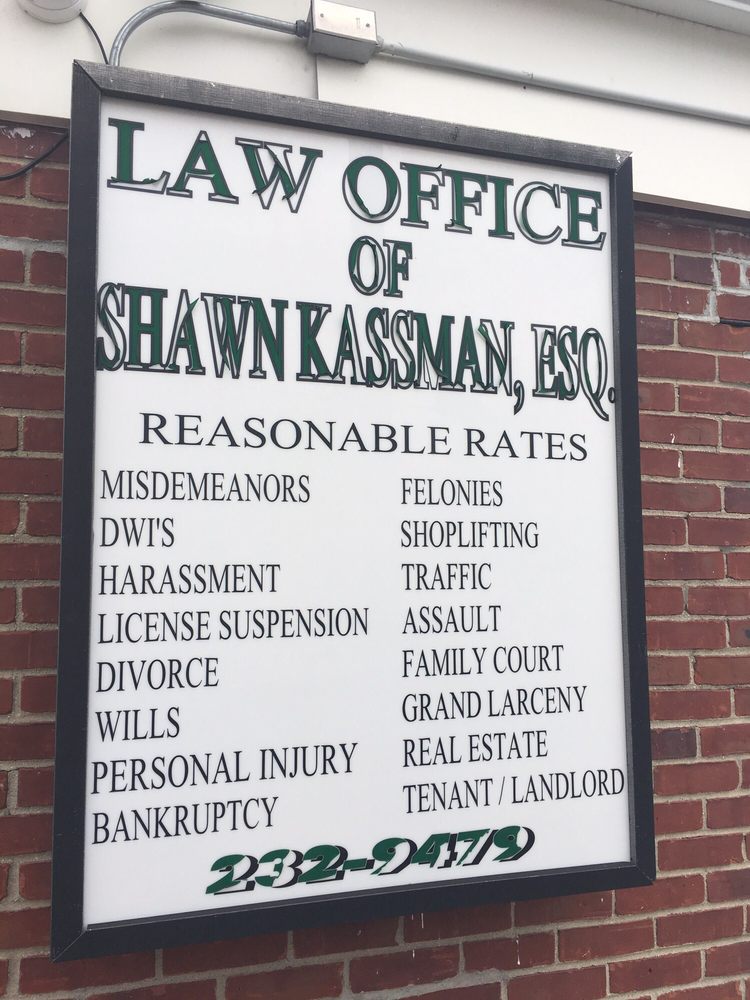 LAW OFFICE
OF
SHAWN KASSMAN, ESQ.
REASONABLE RATES
MISDEMEANORS
DWI'S
HARASSMENT
LICENSE SUSPENSION
DIVORCE
WILLS
PERSONAL INJURY
BANKRUPTCY
FELONIES
SHOPLIFTING
TRAFFIC
ASSAULT
FAMILY COURT
GRAND LARCENY
REAL ESTATE
TENANT / LANDLORD
232-9479